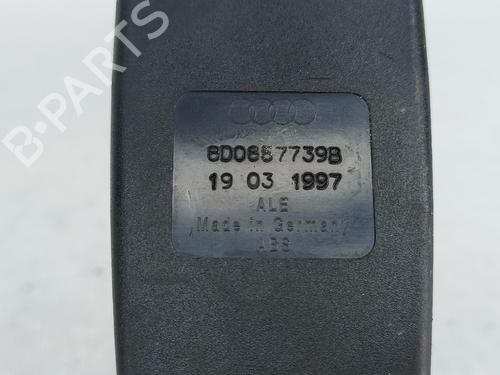 B-PARTS
8D0857739B
19 03 1997
ALE
Made in Germany
ABS